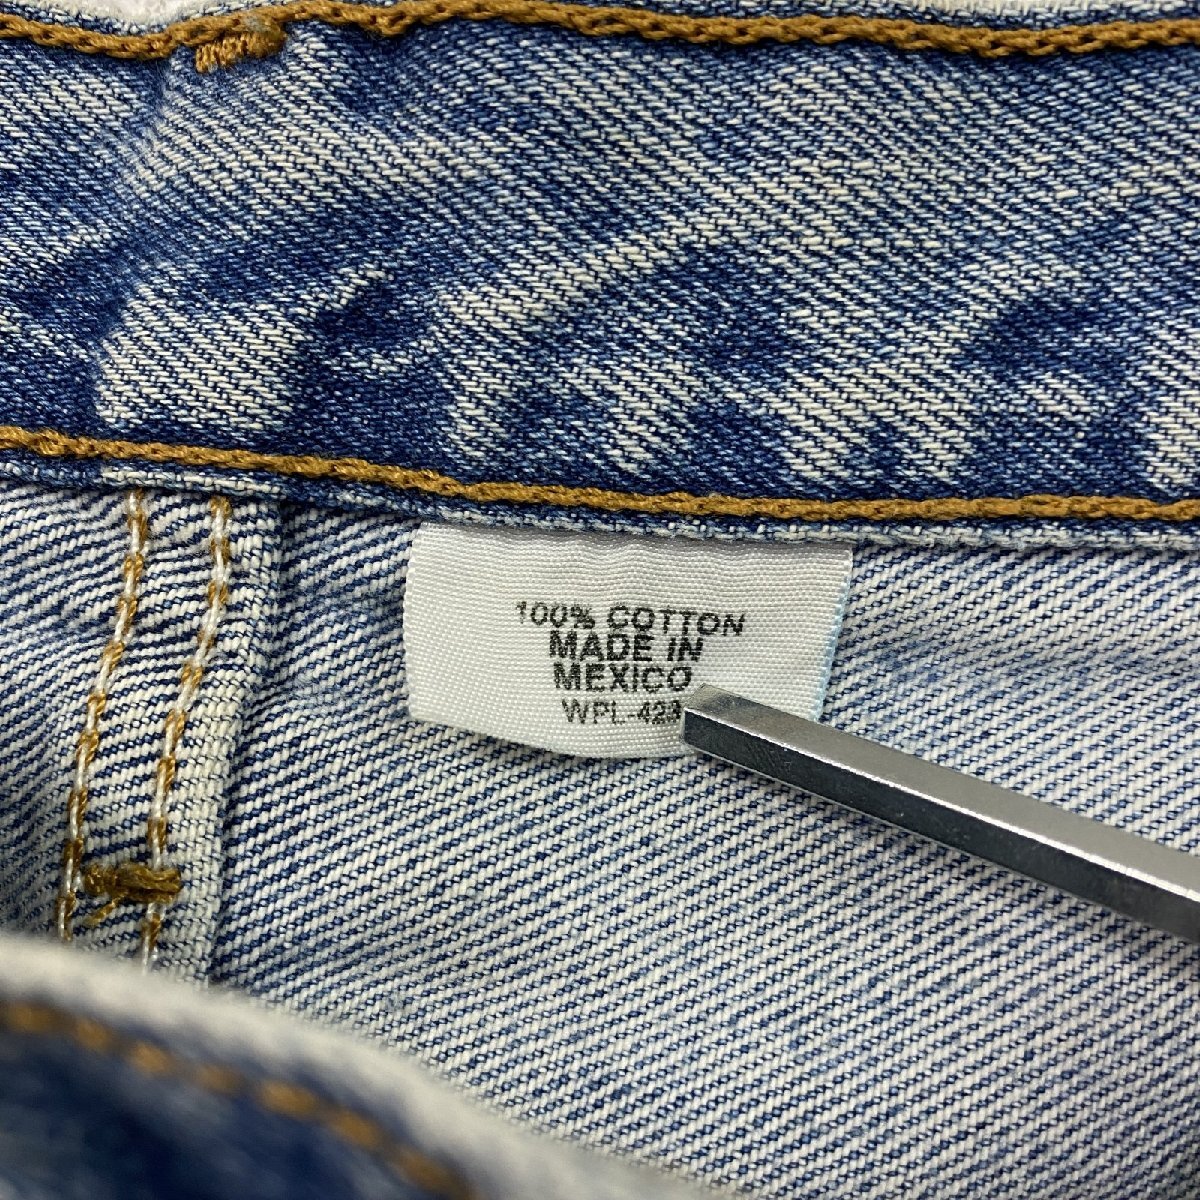 100% COTTON
MADE IN
MEXICO
WPL-423